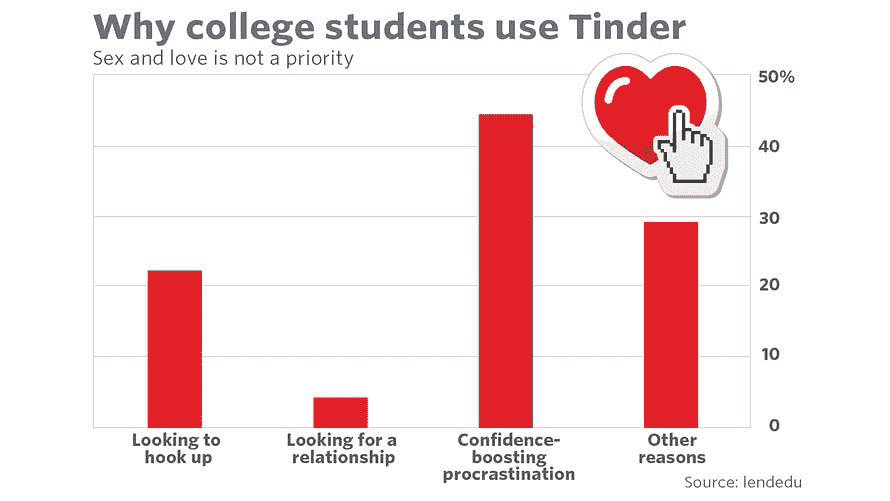 Why college students use Tinder
Sex and love is not a priority
50%
40
30
20
10
0
Looking to
hook up
Looking for a
relationship
Confidence-
boosting
procrastination
Other
reasons
Source: lendedu